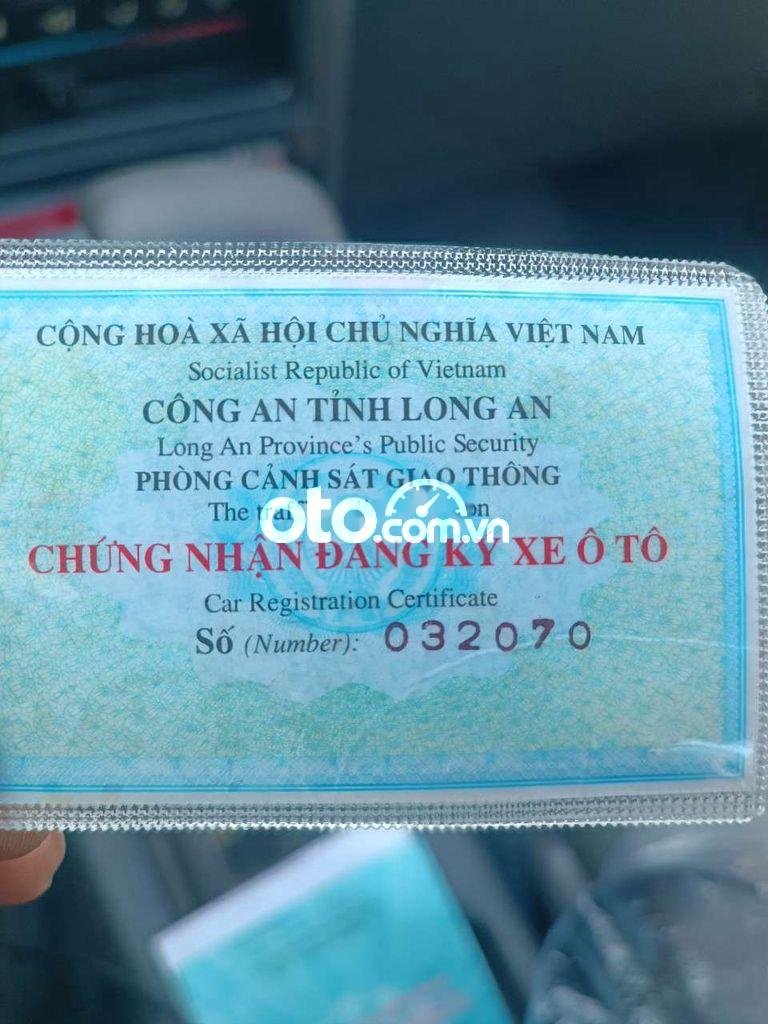 CỘNG HOÀ XÃ HỘI CHỦ NGHĨA VIỆT NAM
Socialist Republic of Vietnam
CÔNG AN TỈNH LONG AN
Long An Province's Public Security
PHÒNG CẢNH SÁT GIAO THÔNG
The
oto.com.vn
CHỨNG NHẬN ĐĂNG KÝ XE Ô TÔ
Car Registration Certificate
Số (Number): 032070